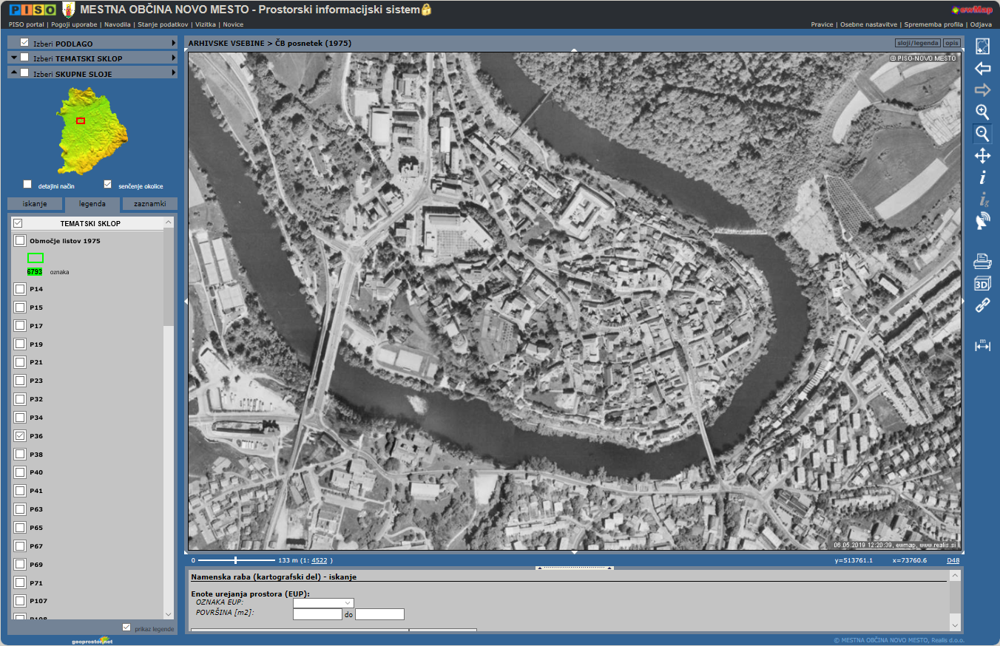 PISO MESTNA OBČINA NOVO MESTO - Prostorski informacijski sistem
ewMap
PISO portal | Pogoji uporabe | Navodila | Stanje podatkov | Vizitka | Novice
Pravice | Osebne nastavitve | Sprememba profila | Odjava
Izberi PODLAGO
Izberi TEMATSKI SKLOP
Izberi SKUPNE SLOJE
detajlni način
senčenje okolice
iskanje
legenda
zaznamki
TEMATSKI SKLOP
Območje listov 1975
6793 oznaka
P14
P15
P17
P19
P21
P23
P32
P34
P36
P38
P40
P41
P63
P65
P67
P69
P71
P107
P108
prikaz legende
geoprostor.net
ARHIVSKE VSEBINE > ČB posnetek (1975)
sloji/legenda
opis
© PISO-NOVO MESTO
06.05.2019 12:20:39, ewmap, www.realis.si
0
133 m (1: 4522 )
y=513761.1
x=73760.6
D48
Namenska raba (kartografski del) - iskanje
Enote urejanja prostora (EUP):
OZNAKA EUP:
POVRŠINA [m2]:
do
© MESTNA OBČINA NOVO MESTO, Realis d.o.o.
i
i g
3D
m